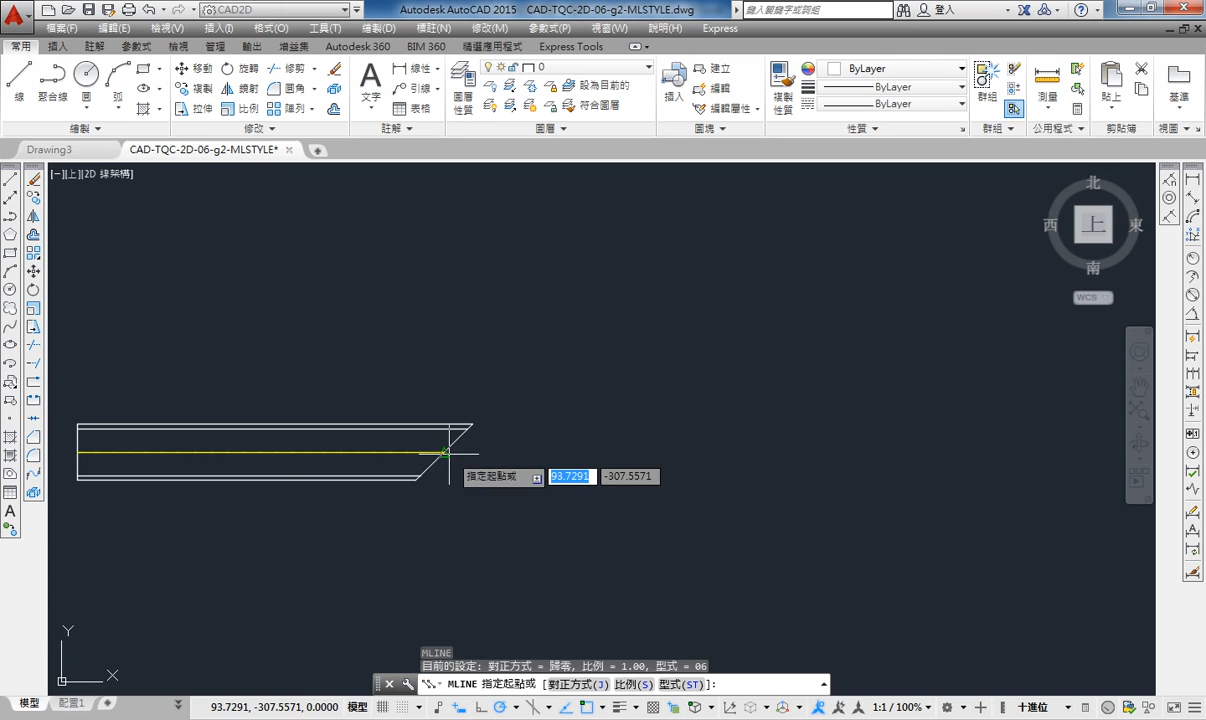 CAD2D
Autodesk AutoCAD 2015 CAD-TQC-2D-06-g2-MLSTYLE.dwg
鍵入關鍵字或詞組
登入
檔案(F) 編輯(E) 檢視(V) 插入(I) 格式(O) 工具(T) 繪製(D) 標註(N) 修改(M) 參數式(P) 視窗(W) 說明(H) Express
常用 插入 註解 參數式 檢視 管理 輸出 增益集 Autodesk 360 BIM 360 精選應用程式 Express Tools
線 聚合線 圓 弧
移動 旋轉 修剪
複製 鏡射 圓角
拉伸 比例 陣列
文字
線性
引線
表格
圖層
性質
0
設為目前的
符合圖層
插入
建立
編輯
編輯屬性
複製
性質
ByLayer
ByLayer
ByLayer
群組
測量
貼上
基準
繪製 修改 註解 圖層 圖塊 性質 群組 公用程式 剪貼簿 視圖
Drawing3 CAD-TQC-2D-06-g2-MLSTYLE*
[−][上][2D 線架構]
北
西 上 東
南
WCS
指定起點或 93.7291 -307.5571
Y
X
MLINE
目前的設定: 對正方式 = 歸零, 比例 = 1.00, 型式 = 06
MLINE 指定起點或 [對正方式(J) 比例(S) 型式(ST)]:
模型 配置1 93.7291, -307.5571, 0.0000 模型 1:1 / 100% 十進位